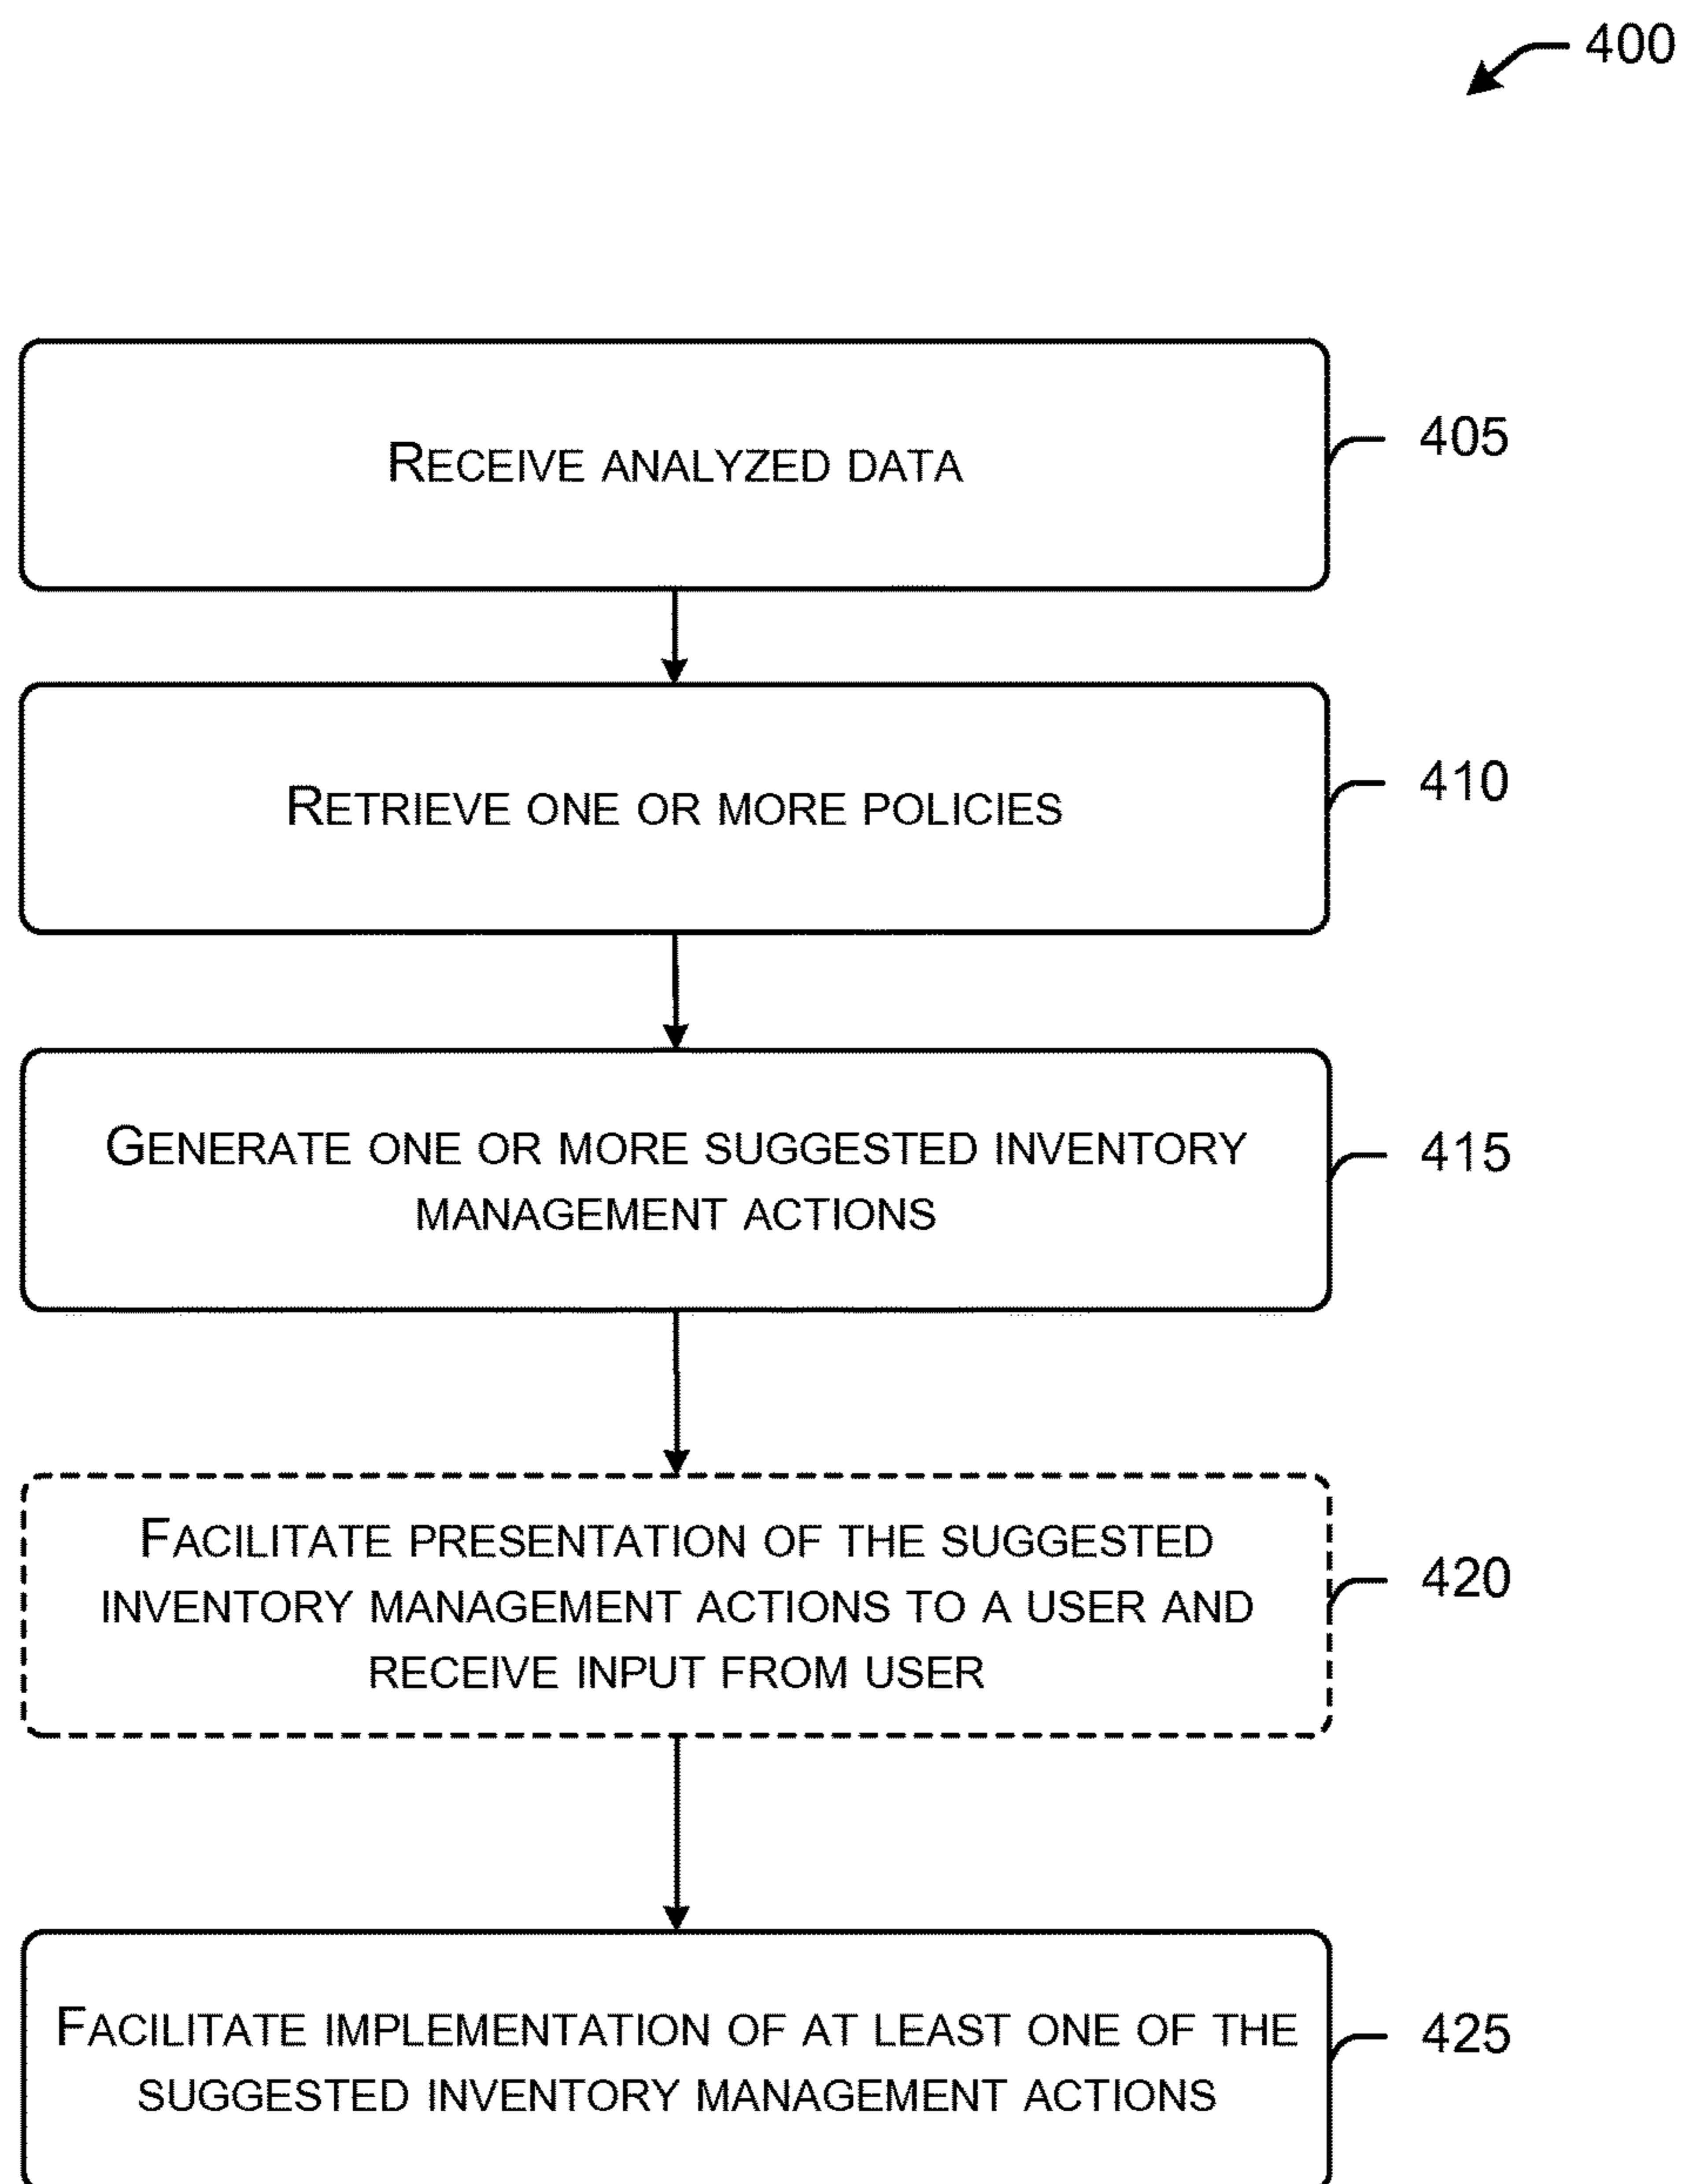 400
RECEIVE ANALYZED DATA
405
RETRIEVE ONE OR MORE POLICIES
410
GENERATE ONE OR MORE SUGGESTED INVENTORY
MANAGEMENT ACTIONS
415
FACILITATE PRESENTATION OF THE SUGGESTED
INVENTORY MANAGEMENT ACTIONS TO A USER AND
RECEIVE INPUT FROM USER
420
FACILITATE IMPLEMENTATION OF AT LEAST ONE OF THE
SUGGESTED INVENTORY MANAGEMENT ACTIONS
425